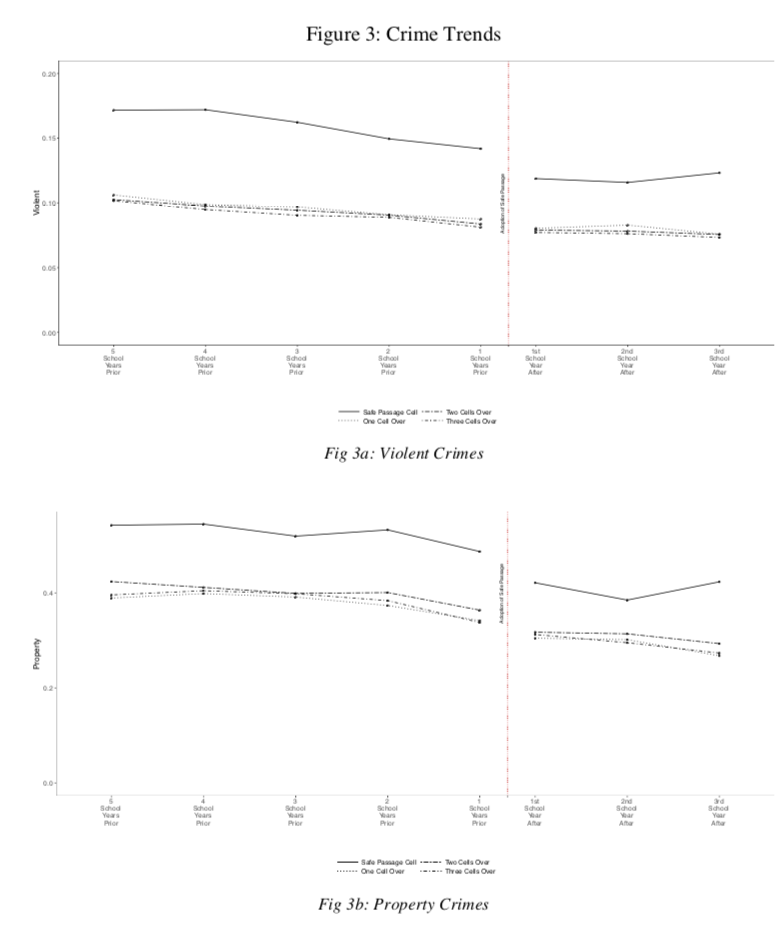 Figure 3: Crime Trends
0.20
0.15
0.10
0.05
0.00
Violent
Adoption of Safe Passage
5 School Years Prior
4 School Years Prior
3 School Years Prior
2 School Years Prior
1 School Years Prior
1st School Year After
2nd School Year After
3rd School Year After
Safe Passage Cell
Two Cells Over
One Cell Over
Three Cells Over
Fig 3a: Violent Crimes
0.4
0.2
0.0
Property
Adoption of Safe Passage
5 School Years Prior
4 School Years Prior
3 School Years Prior
2 School Years Prior
1 School Years Prior
1st School Year After
2nd School Year After
3rd School Year After
Safe Passage Cell
Two Cells Over
One Cell Over
Three Cells Over
Fig 3b: Property Crimes